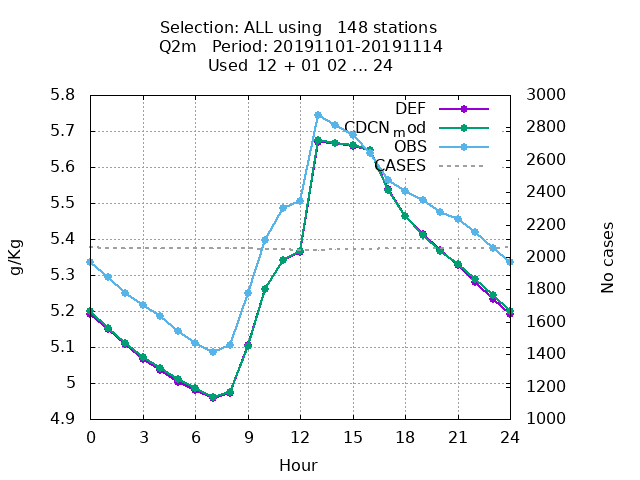 Selection: ALL using   148 stations
Q2m   Period: 20191101-20191114
Used  12 + 01 02 ... 24
5.8
5.7
5.6
5.5
5.4
5.3
5.2
5.1
5
4.9
g/Kg
DEF
CDCN_mod
OBS
CASES
3000
2800
2600
2400
2200
2000
1800
1600
1400
1200
1000
No cases
0 3 6 9 12 15 18 21 24
Hour